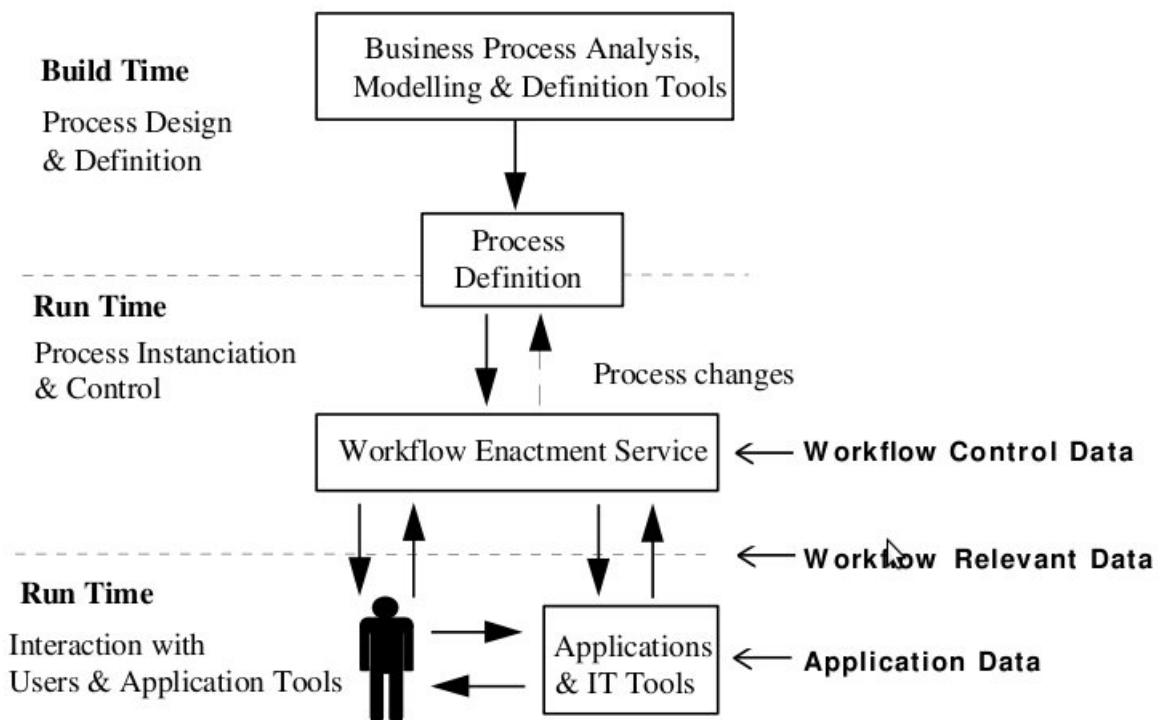 Business Process Analysis,
Modelling & Definition Tools
Build Time
Process Design
& Definition
Process
Definition
Run Time
Process Instanciation
& Control
Process changes
Workflow Enactment Service
Workflow Control Data
Workflow Relevant Data
Run Time
Interaction with
Users & Application Tools
Applications
& IT Tools
Application Data